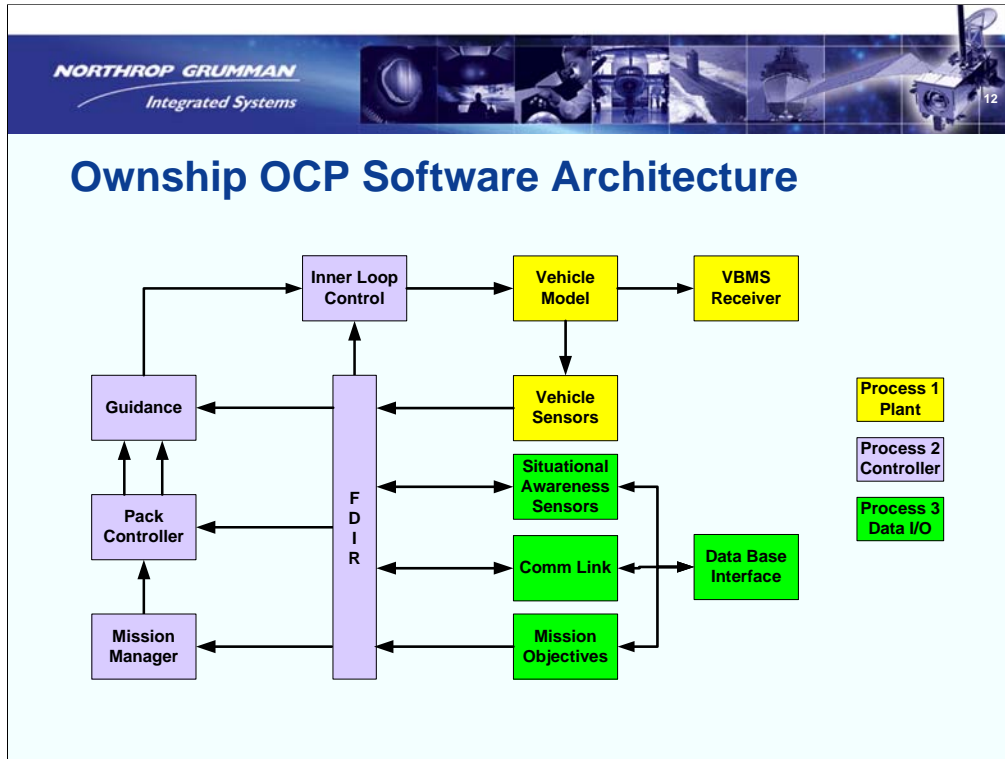 NORTHROP GRUMMAN
Integrated Systems
12
Ownship OCP Software Architecture
Inner Loop
Control
Vehicle
Model
VBMS
Receiver
Guidance
Vehicle
Sensors
Process 1
Plant
Process 2
Controller
Process 3
Data I/O
F
D
I
R
Situational
Awareness
Sensors
Pack
Controller
Comm Link
Data Base
Interface
Mission
Manager
Mission
Objectives